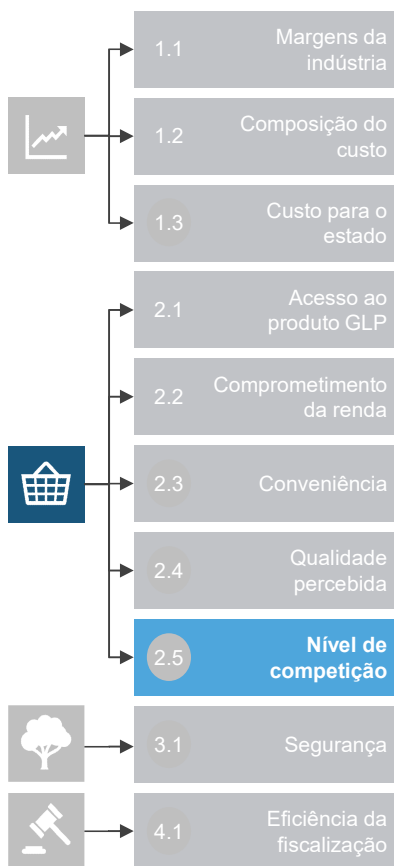 1.1
Margens da
indústria
1.2
Composição do
custo
1.3
Custo para o
estado
2.1
Acesso ao
produto GLP
2.2
Comprometimento
da renda
2.3
Conveniência
2.4
Qualidade
percebida
2.5
Nível de
competição
3.1
Segurança
4.1
Eficiência da
fiscalização